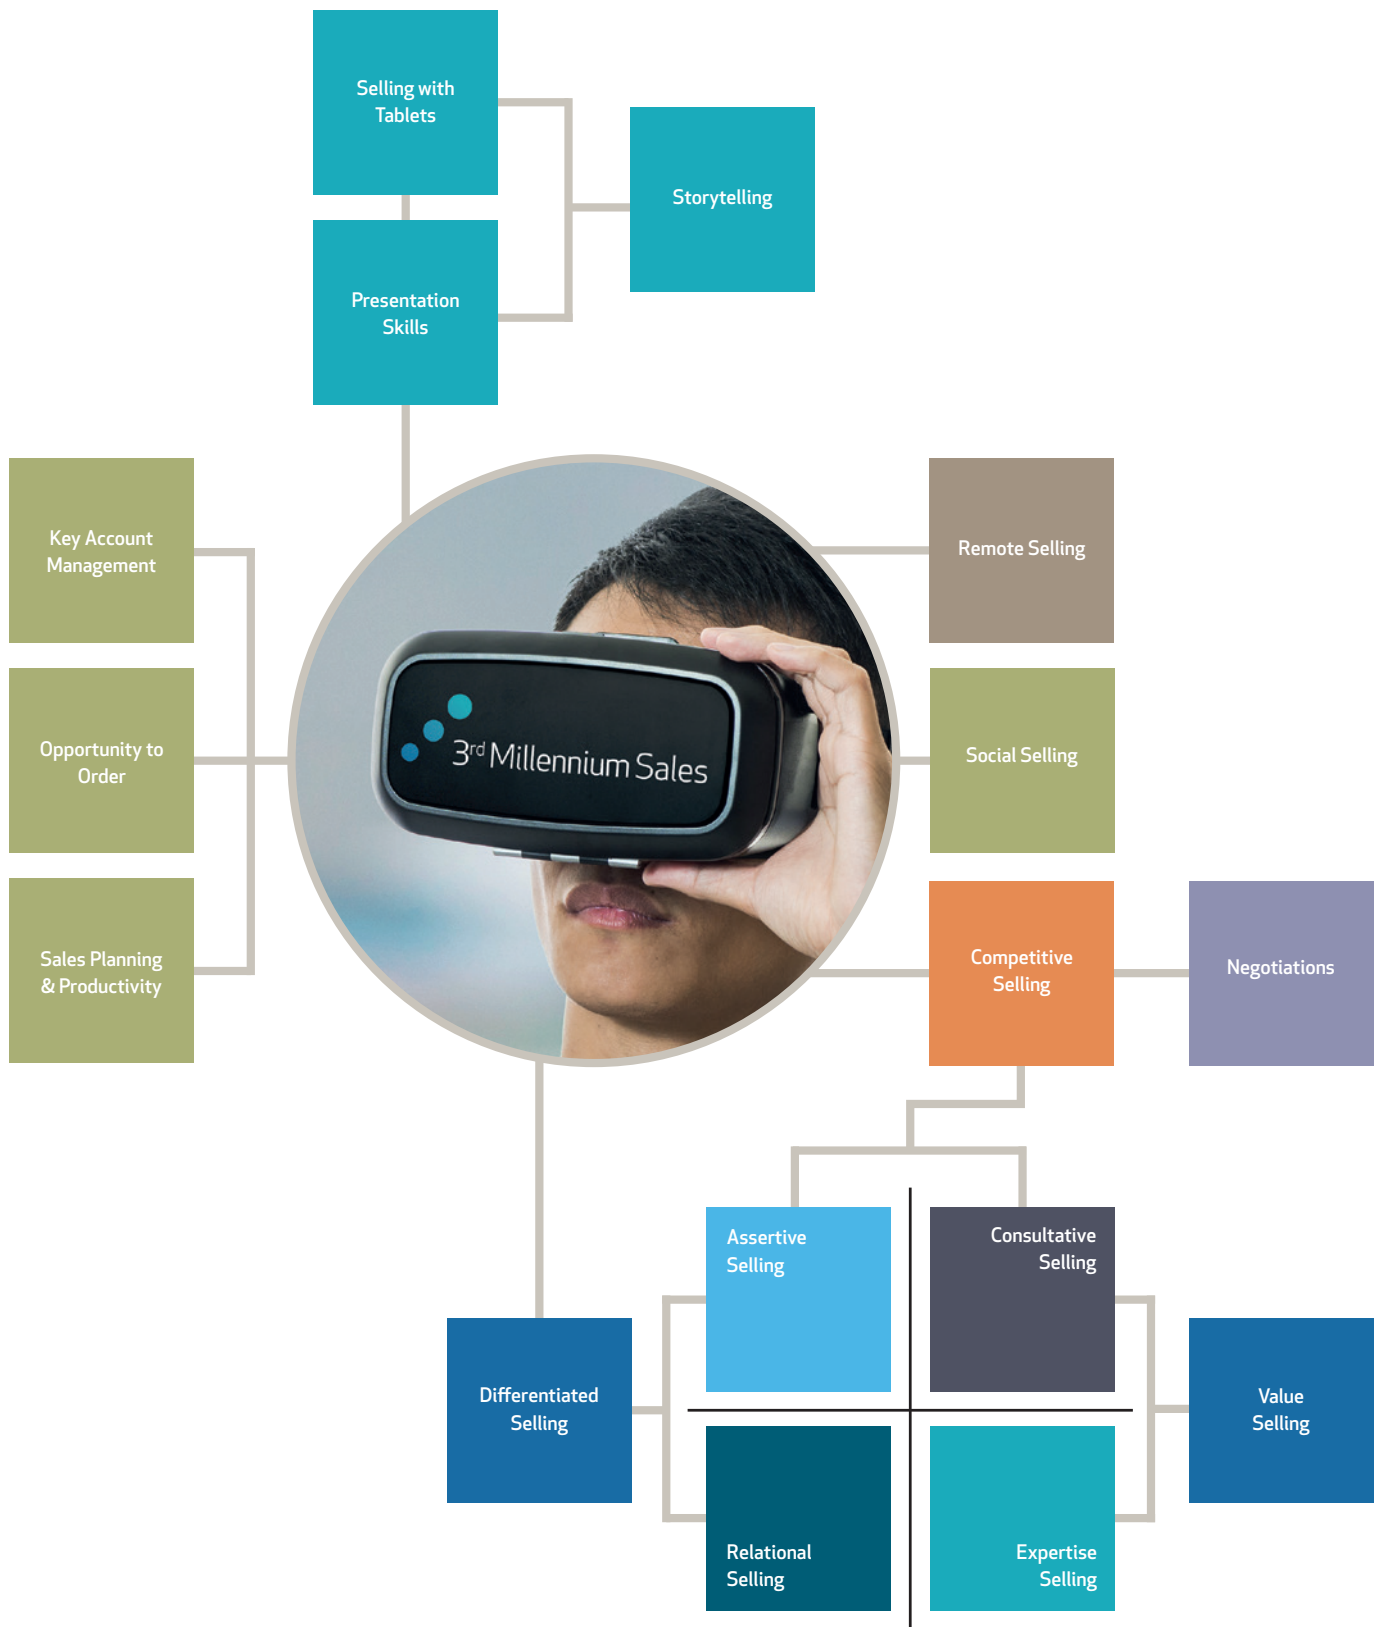 Selling with
Tablets
Storytelling
Presentation
Skills
Key Account
Management
Remote Selling
Opportunity to
Order
3rd Millennium Sales
Social Selling
Sales Planning
& Productivity
Competitive
Selling
Negotiations
Assertive
Selling
Consultative
Selling
Differentiated
Selling
Value
Selling
Relational
Selling
Expertise
Selling